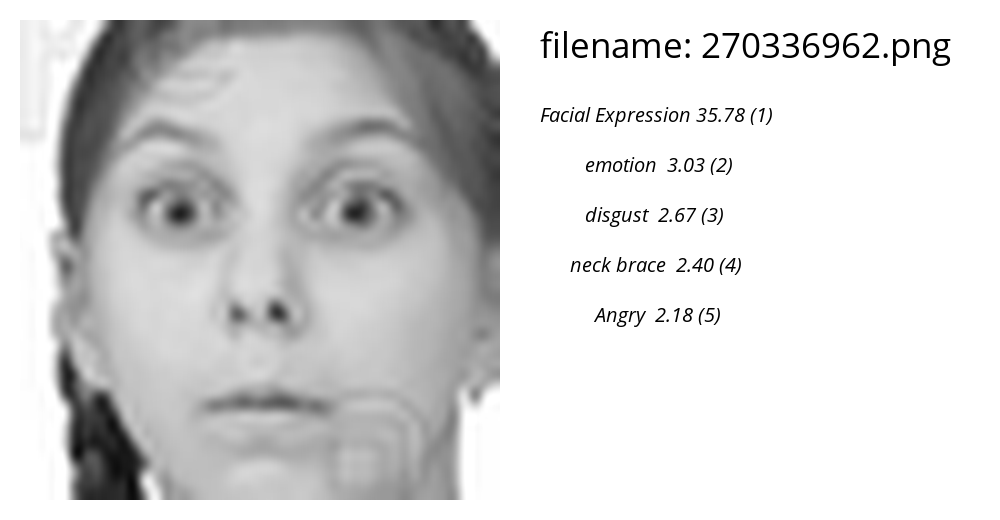 filename: 270336962.png
Facial Expression 35.78 (1)
emotion 3.03 (2)
disgust 2.67 (3)
neck brace 2.40 (4)
Angry 2.18 (5)